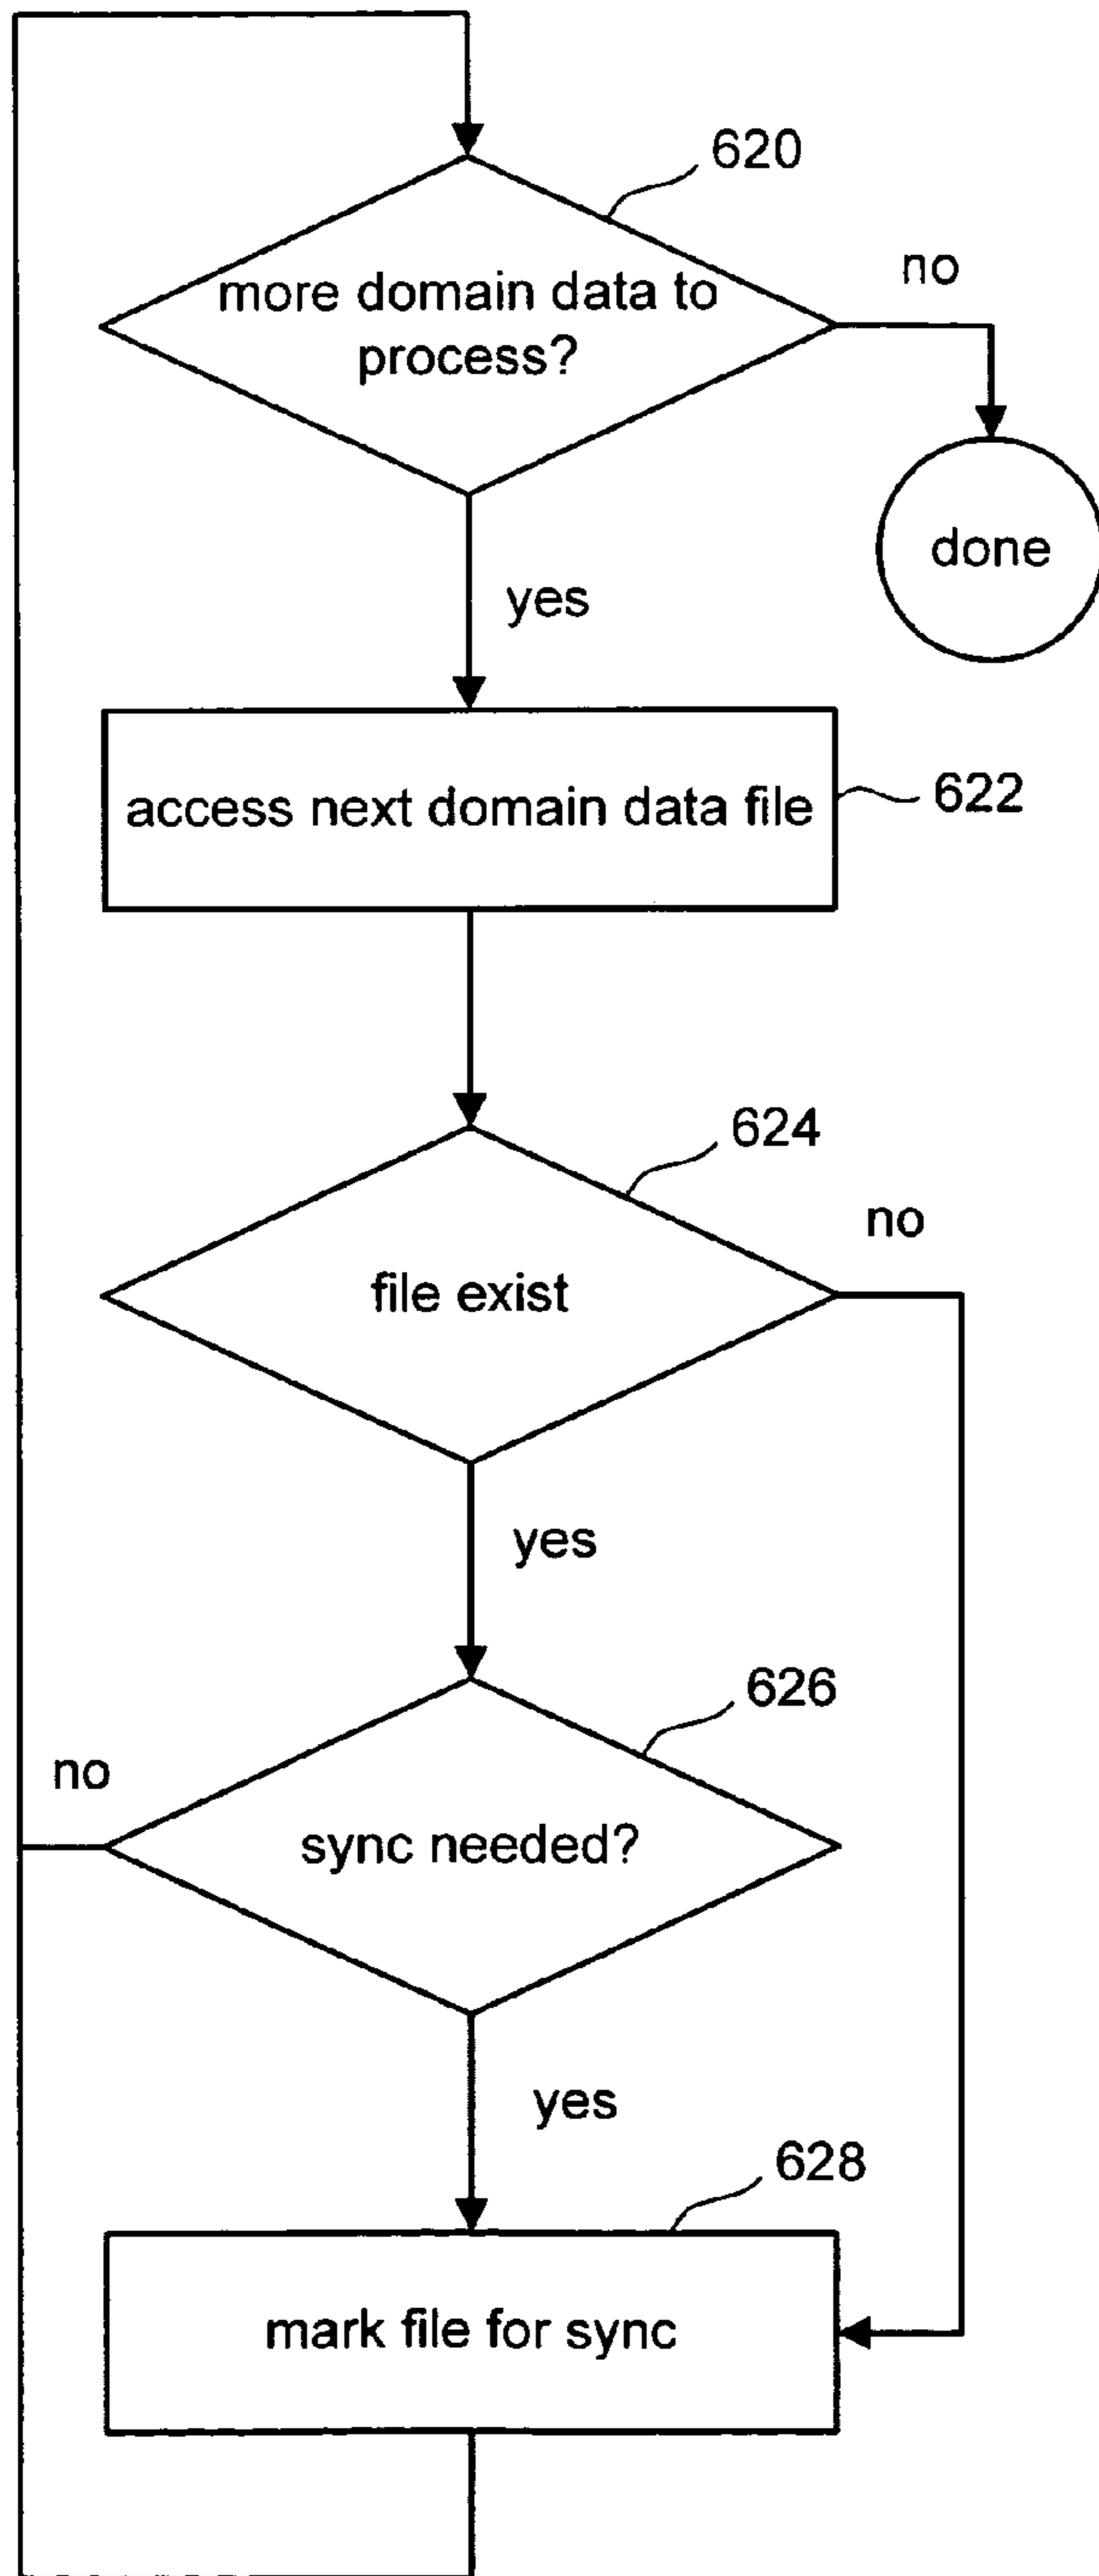 620
more domain data to
process?
no
done
yes
access next domain data file
622
624
no
file exist
yes
626
no
sync needed?
yes
628
mark file for sync